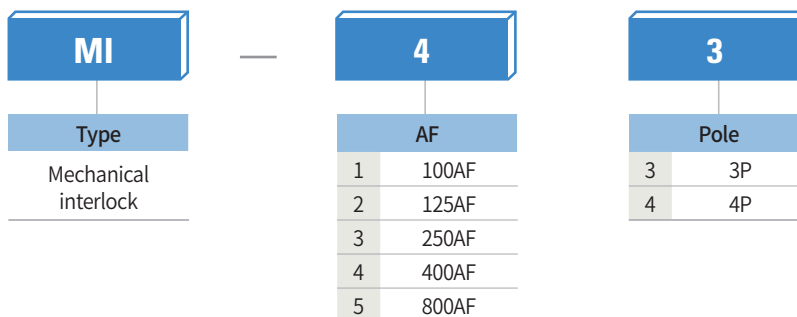 MI — 4 3
Type AF Pole
Mechanical
interlock
1 100AF
2 125AF
3 250AF
4 400AF
5 800AF
3 3P
4 4P